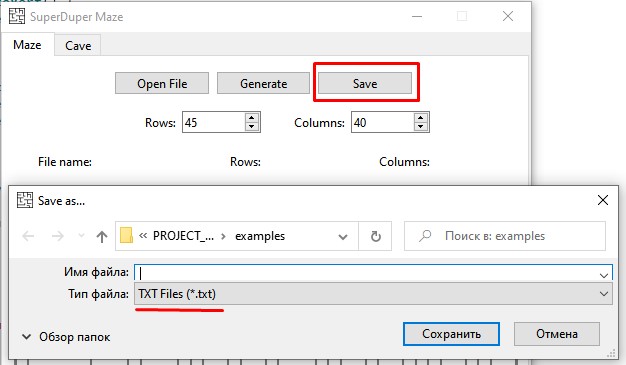 SuperDuper Maze
Maze Cave
Open File Generate Save
Rows: 45 Columns: 40
File name: Rows: Columns:
Save as...
« PROJECT_... › examples Поиск в: examples
Имя файла:
Тип файла: TXT Files (*.txt)
Обзор папок Сохранить Отмена